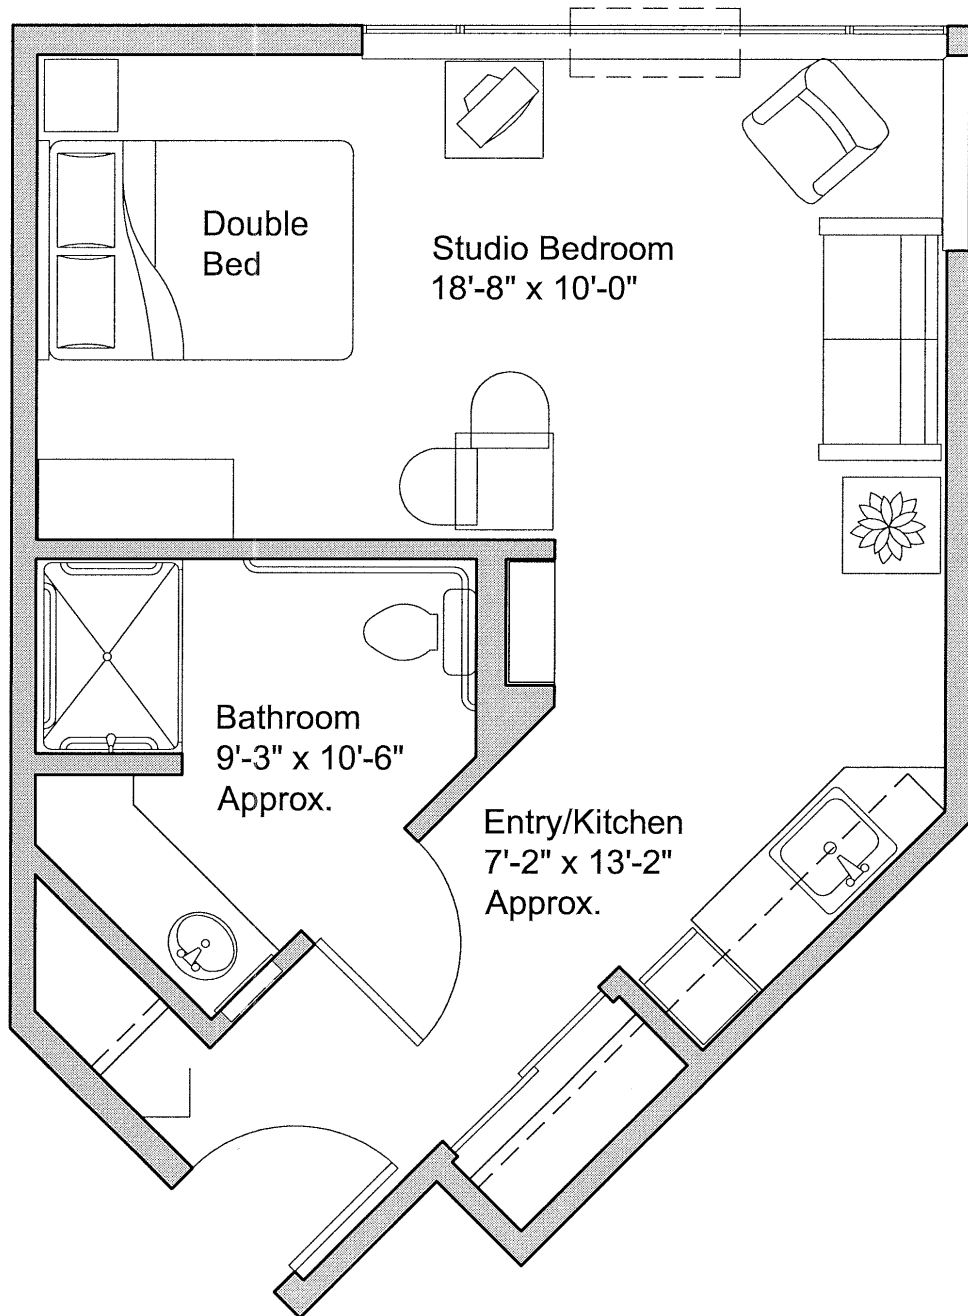 Double
Bed
Studio Bedroom
18'-8" x 10'-0"
Bathroom
9'-3" x 10'-6"
Approx.
Entry/Kitchen
7'-2" x 13'-2"
Approx.